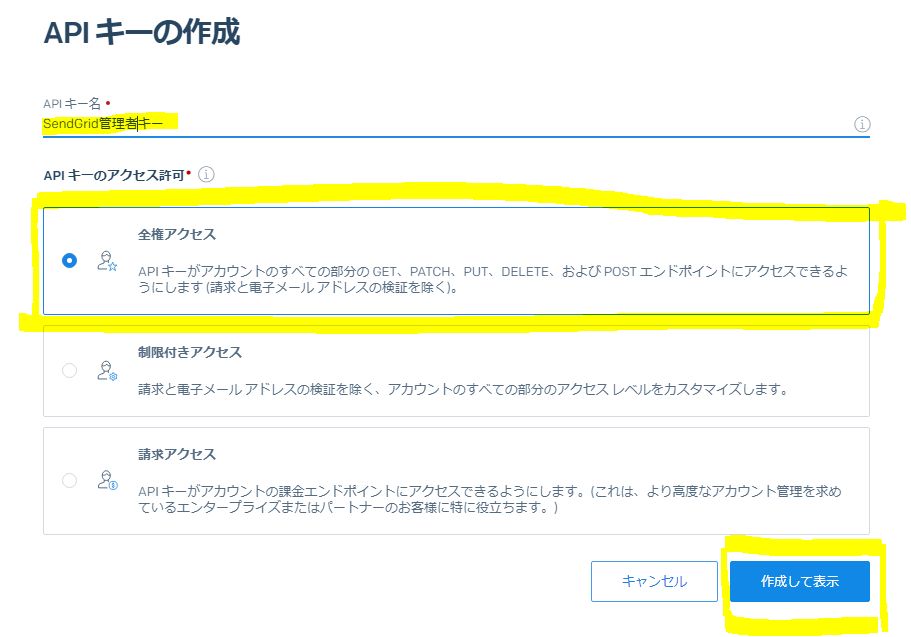 API キーの作成
API キー名
SendGrid管理者キー
API キーのアクセス許可
全権アクセス
API キーがアカウントのすべての部分の GET、PATCH、PUT、DELETE、および POST エンドポイントにアクセスできるよ
うにします (請求と電子メール アドレスの検証を除く)。
制限付きアクセス
請求と電子メール アドレスの検証を除く、アカウントのすべての部分のアクセス レベルをカスタマイズします。
請求アクセス
API キーがアカウントの課金エンドポイントにアクセスできるようにします。(これは、より高度なアカウント管理を求め
ているエンタープライズまたはパートナーのお客様に特に役立ちます。)
キャンセル
作成して表示